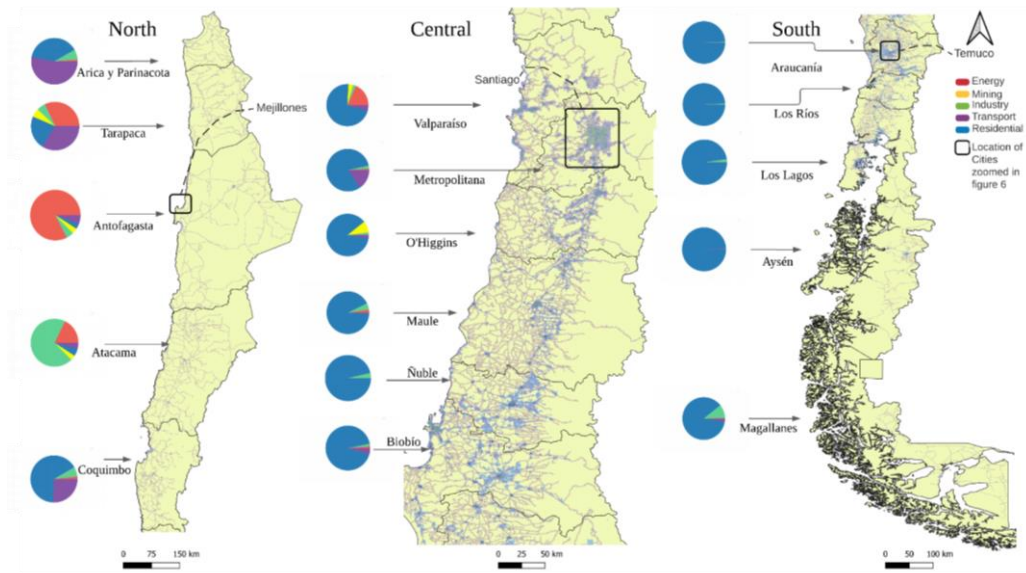 North
Arica y Parinacota
Mejillones
Tarapaca
Antofagasta
Atacama
Coquimbo
0 75 150 km
Central
Santiago
Valparaíso
Metropolitana
O'Higgins
Maule
Ñuble
Biobío
0 25 50 km
South
Temuco
Araucanía
Los Ríos
Los Lagos
Aysén
Magallanes
0 50 100 km
Energy
Mining
Industry
Transport
Residential
Location of
Cities
zoomed in
figure 6